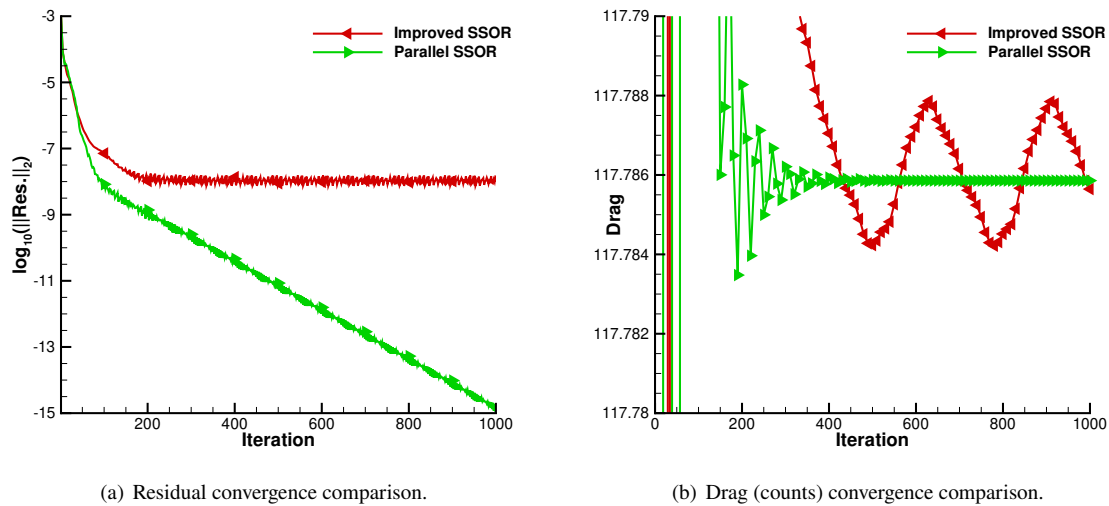 -3
-5
-7
-9
-11
-13
-15
log10(||Res.||2)
200
400
600
800
1000
Iteration
Improved SSOR
Parallel SSOR
(a) Residual convergence comparison.
117.79
117.788
117.786
117.784
117.782
117.78
Drag
0
200
400
600
800
1000
Iteration
Improved SSOR
Parallel SSOR
(b) Drag (counts) convergence comparison.